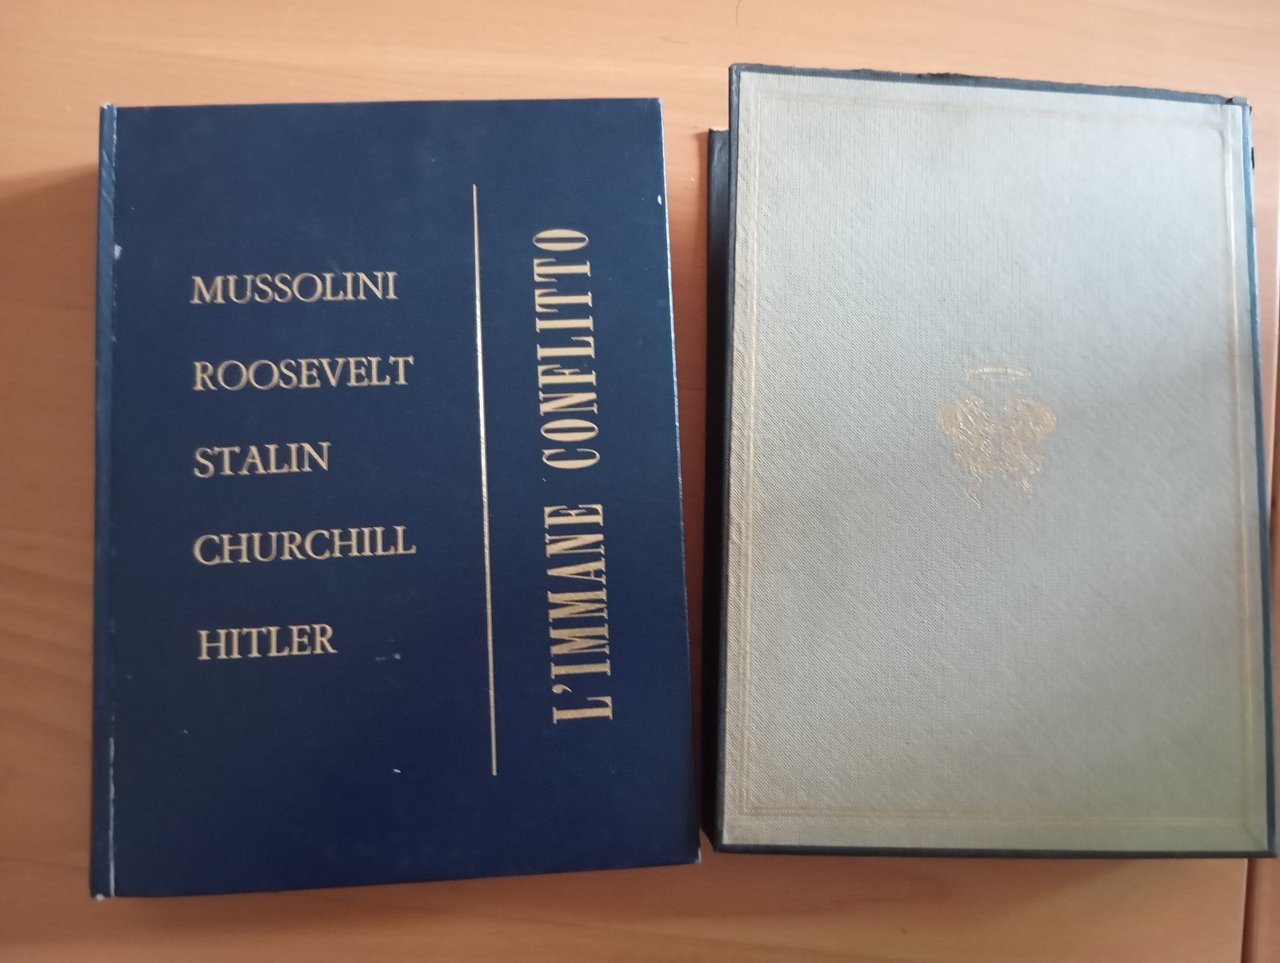 MUSSOLINI
ROOSEVELT
STALIN
CHURCHILL
HITLER
L'IMMANE CONFLITTO